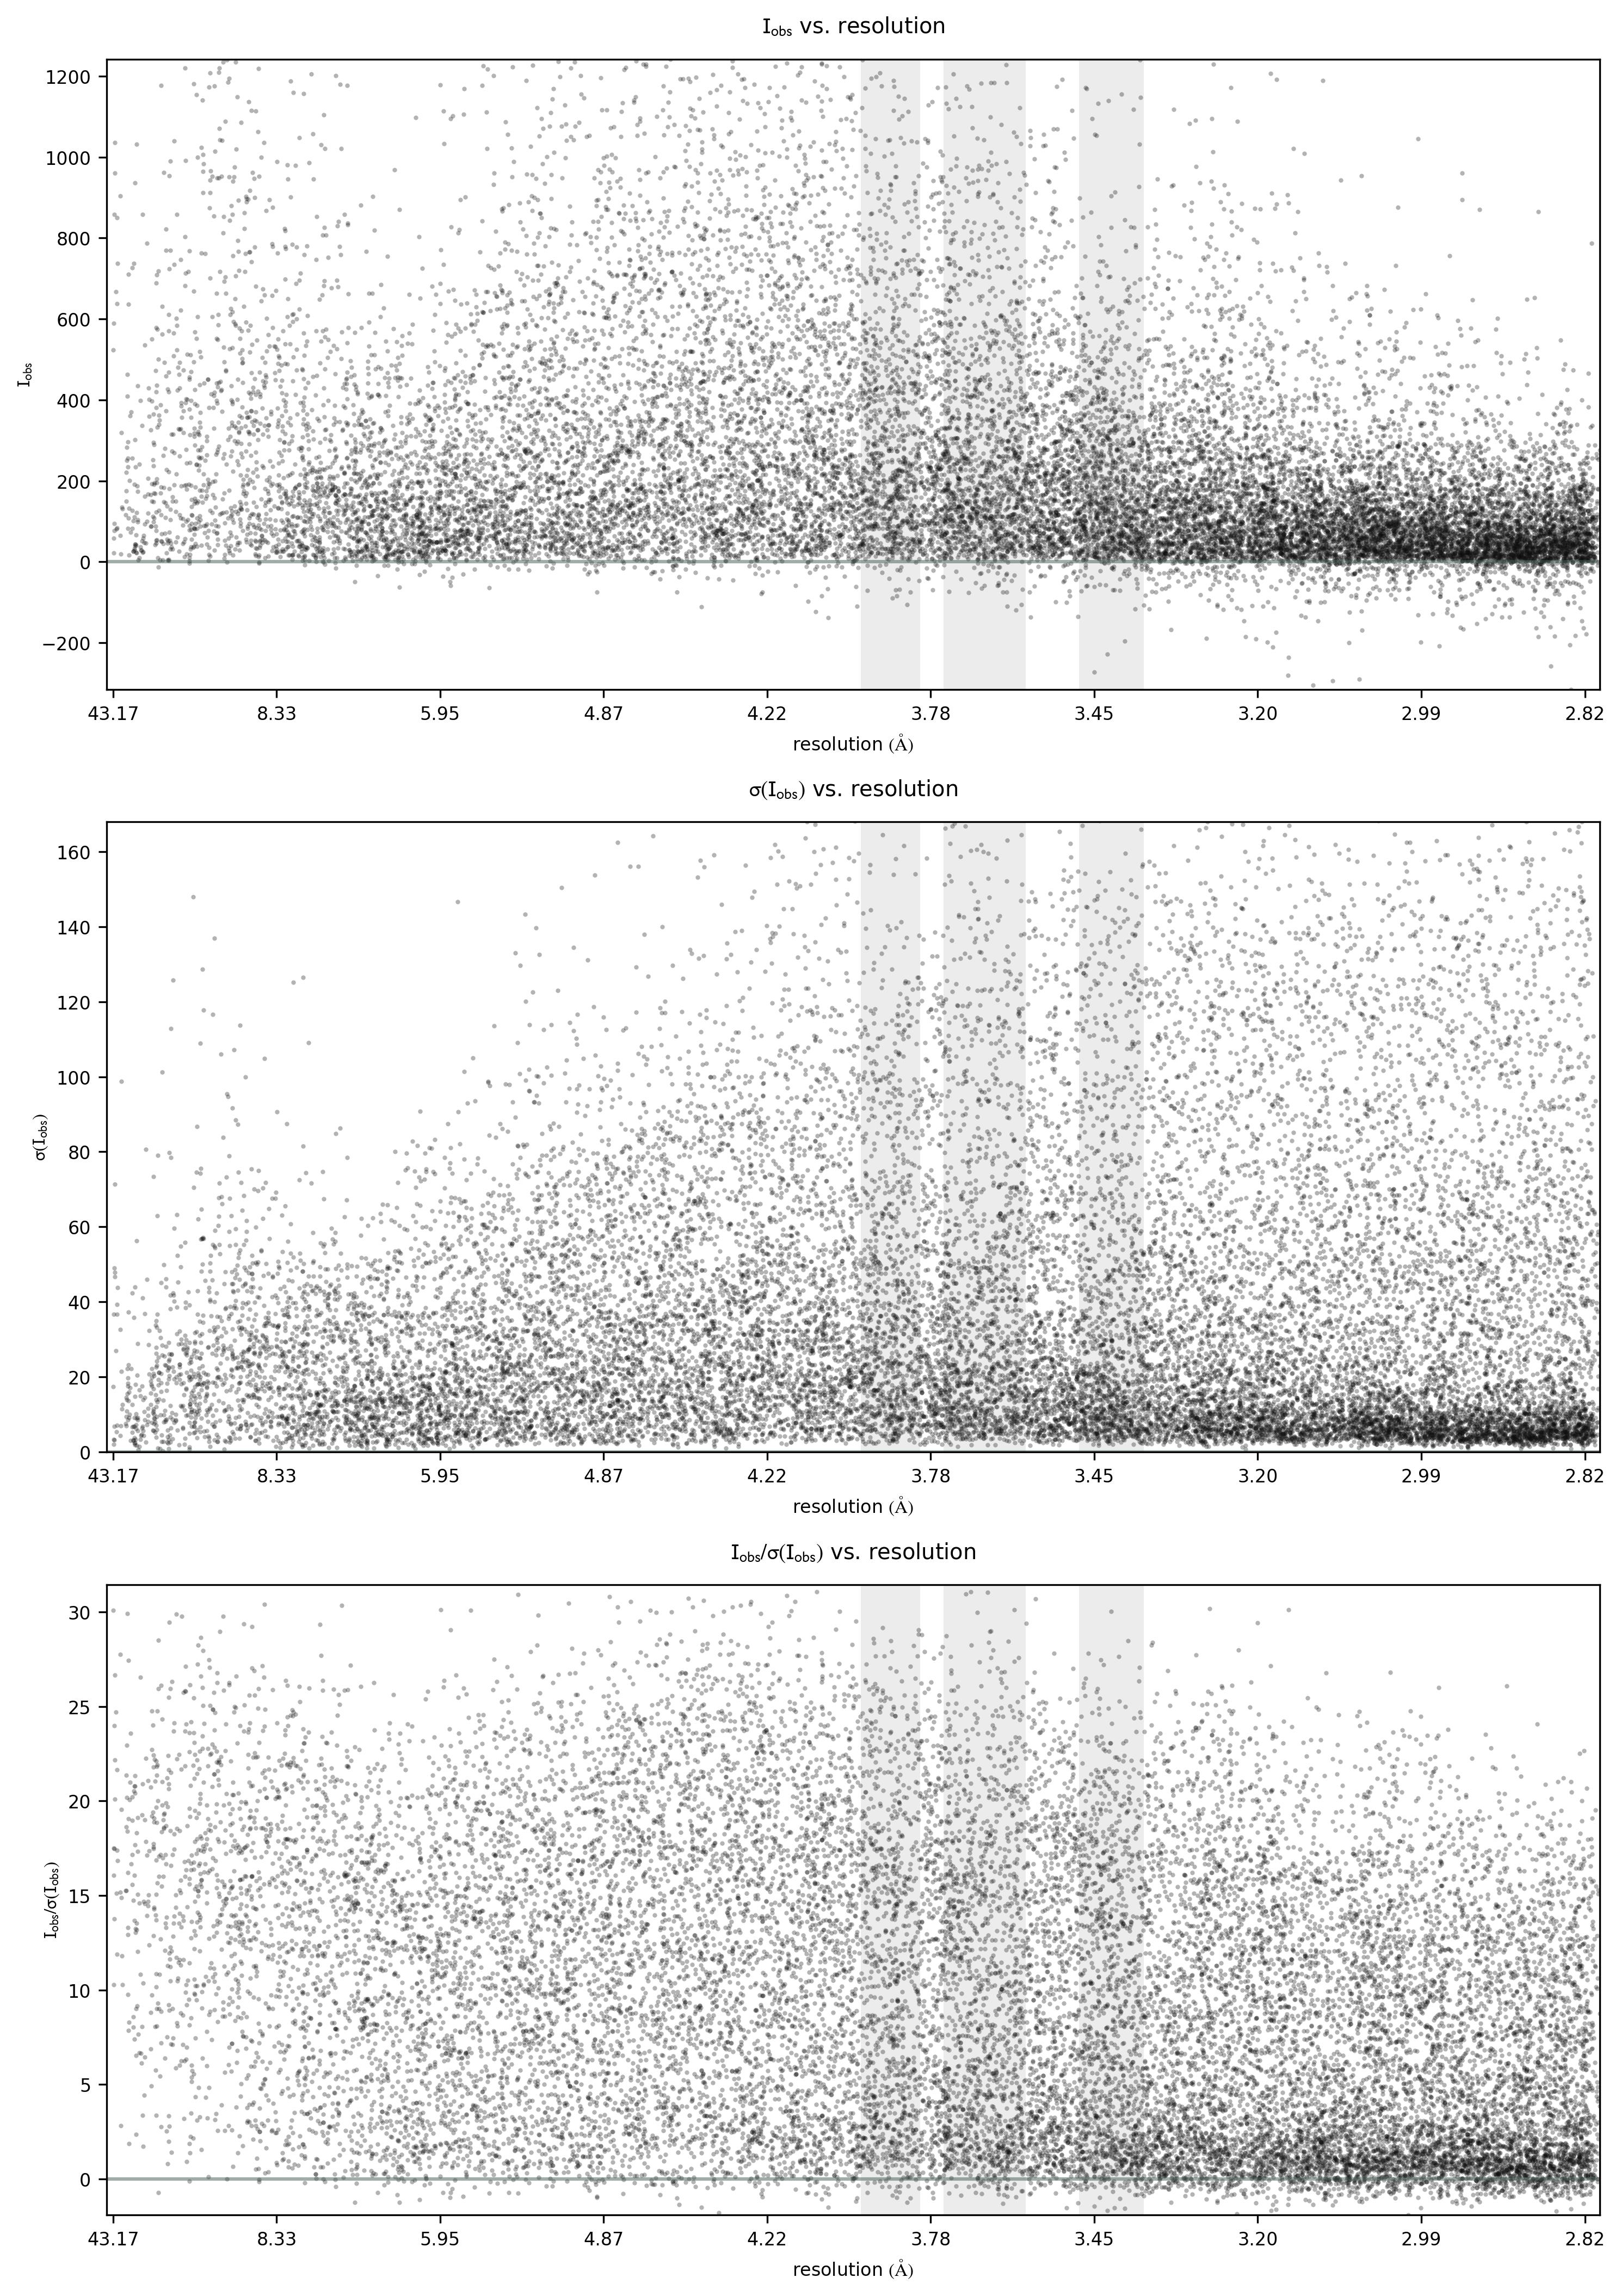 Iobs vs. resolution
1200
1000
800
600
400
200
0
−200
Iobs
43.17 8.33 5.95 4.87 4.22 3.78 3.45 3.20 2.99 2.82
resolution (Å)
σ(Iobs) vs. resolution
160
140
120
100
80
60
40
20
0
σ(Iobs)
43.17 8.33 5.95 4.87 4.22 3.78 3.45 3.20 2.99 2.82
resolution (Å)
Iobs/σ(Iobs) vs. resolution
30
25
20
15
10
5
0
Iobs/σ(Iobs)
43.17 8.33 5.95 4.87 4.22 3.78 3.45 3.20 2.99 2.82
resolution (Å)